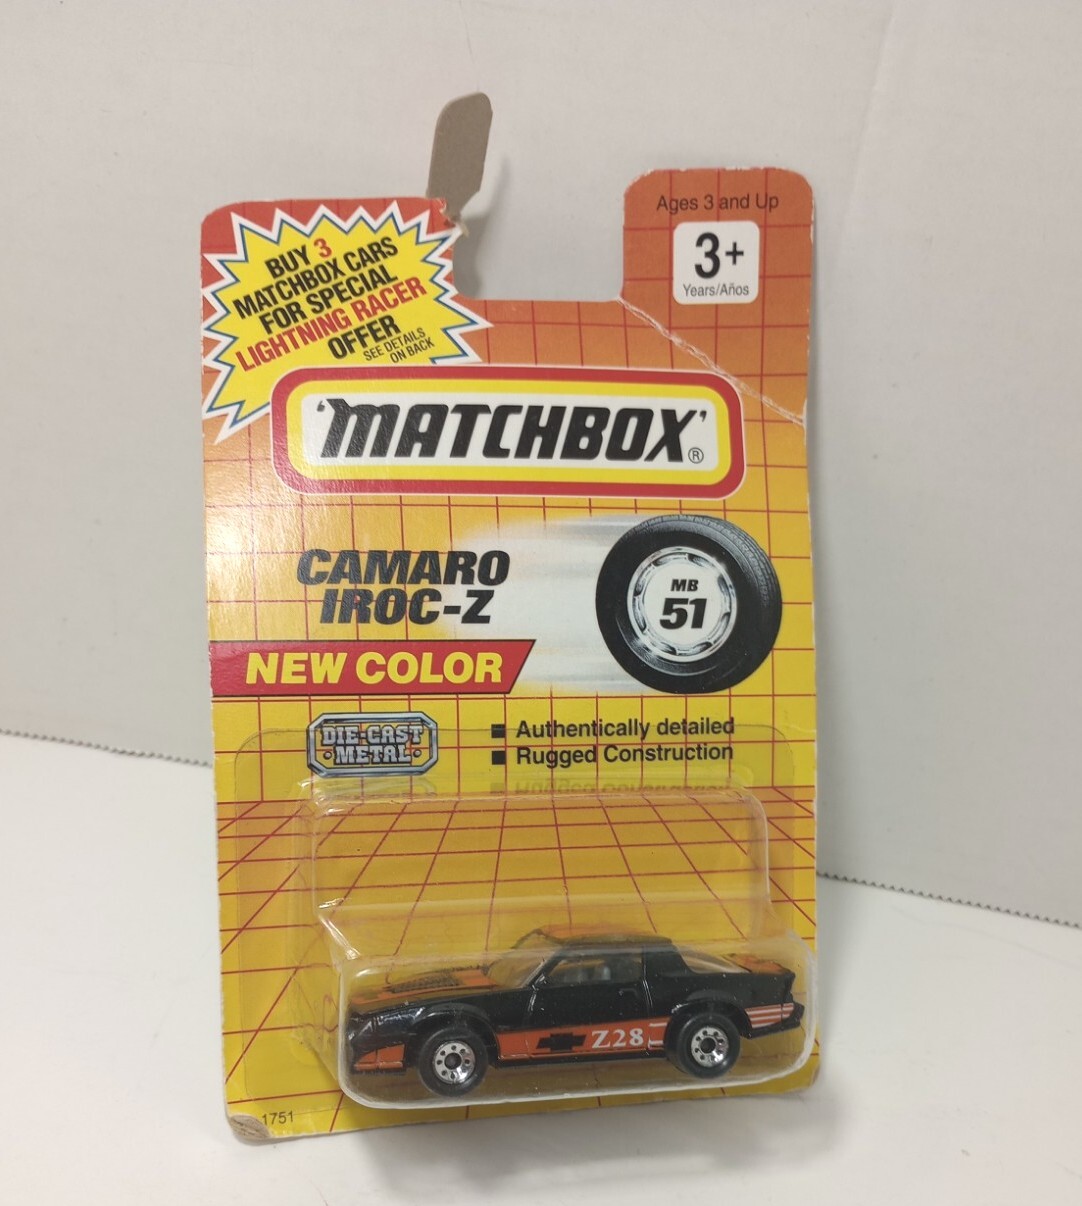 BUY 3
MATCHBOX CARS
FOR SPECIAL
LIGHTNING RACER
OFFER
SEE DETAILS
ON BACK
Ages 3 and Up
3+
Years/Años
'MATCHBOX'®
CAMARO
IROC-Z
MB
51
NEW COLOR
DIE-CAST
METAL
■ Authentically detailed
■ Rugged Construction
Z28
1751